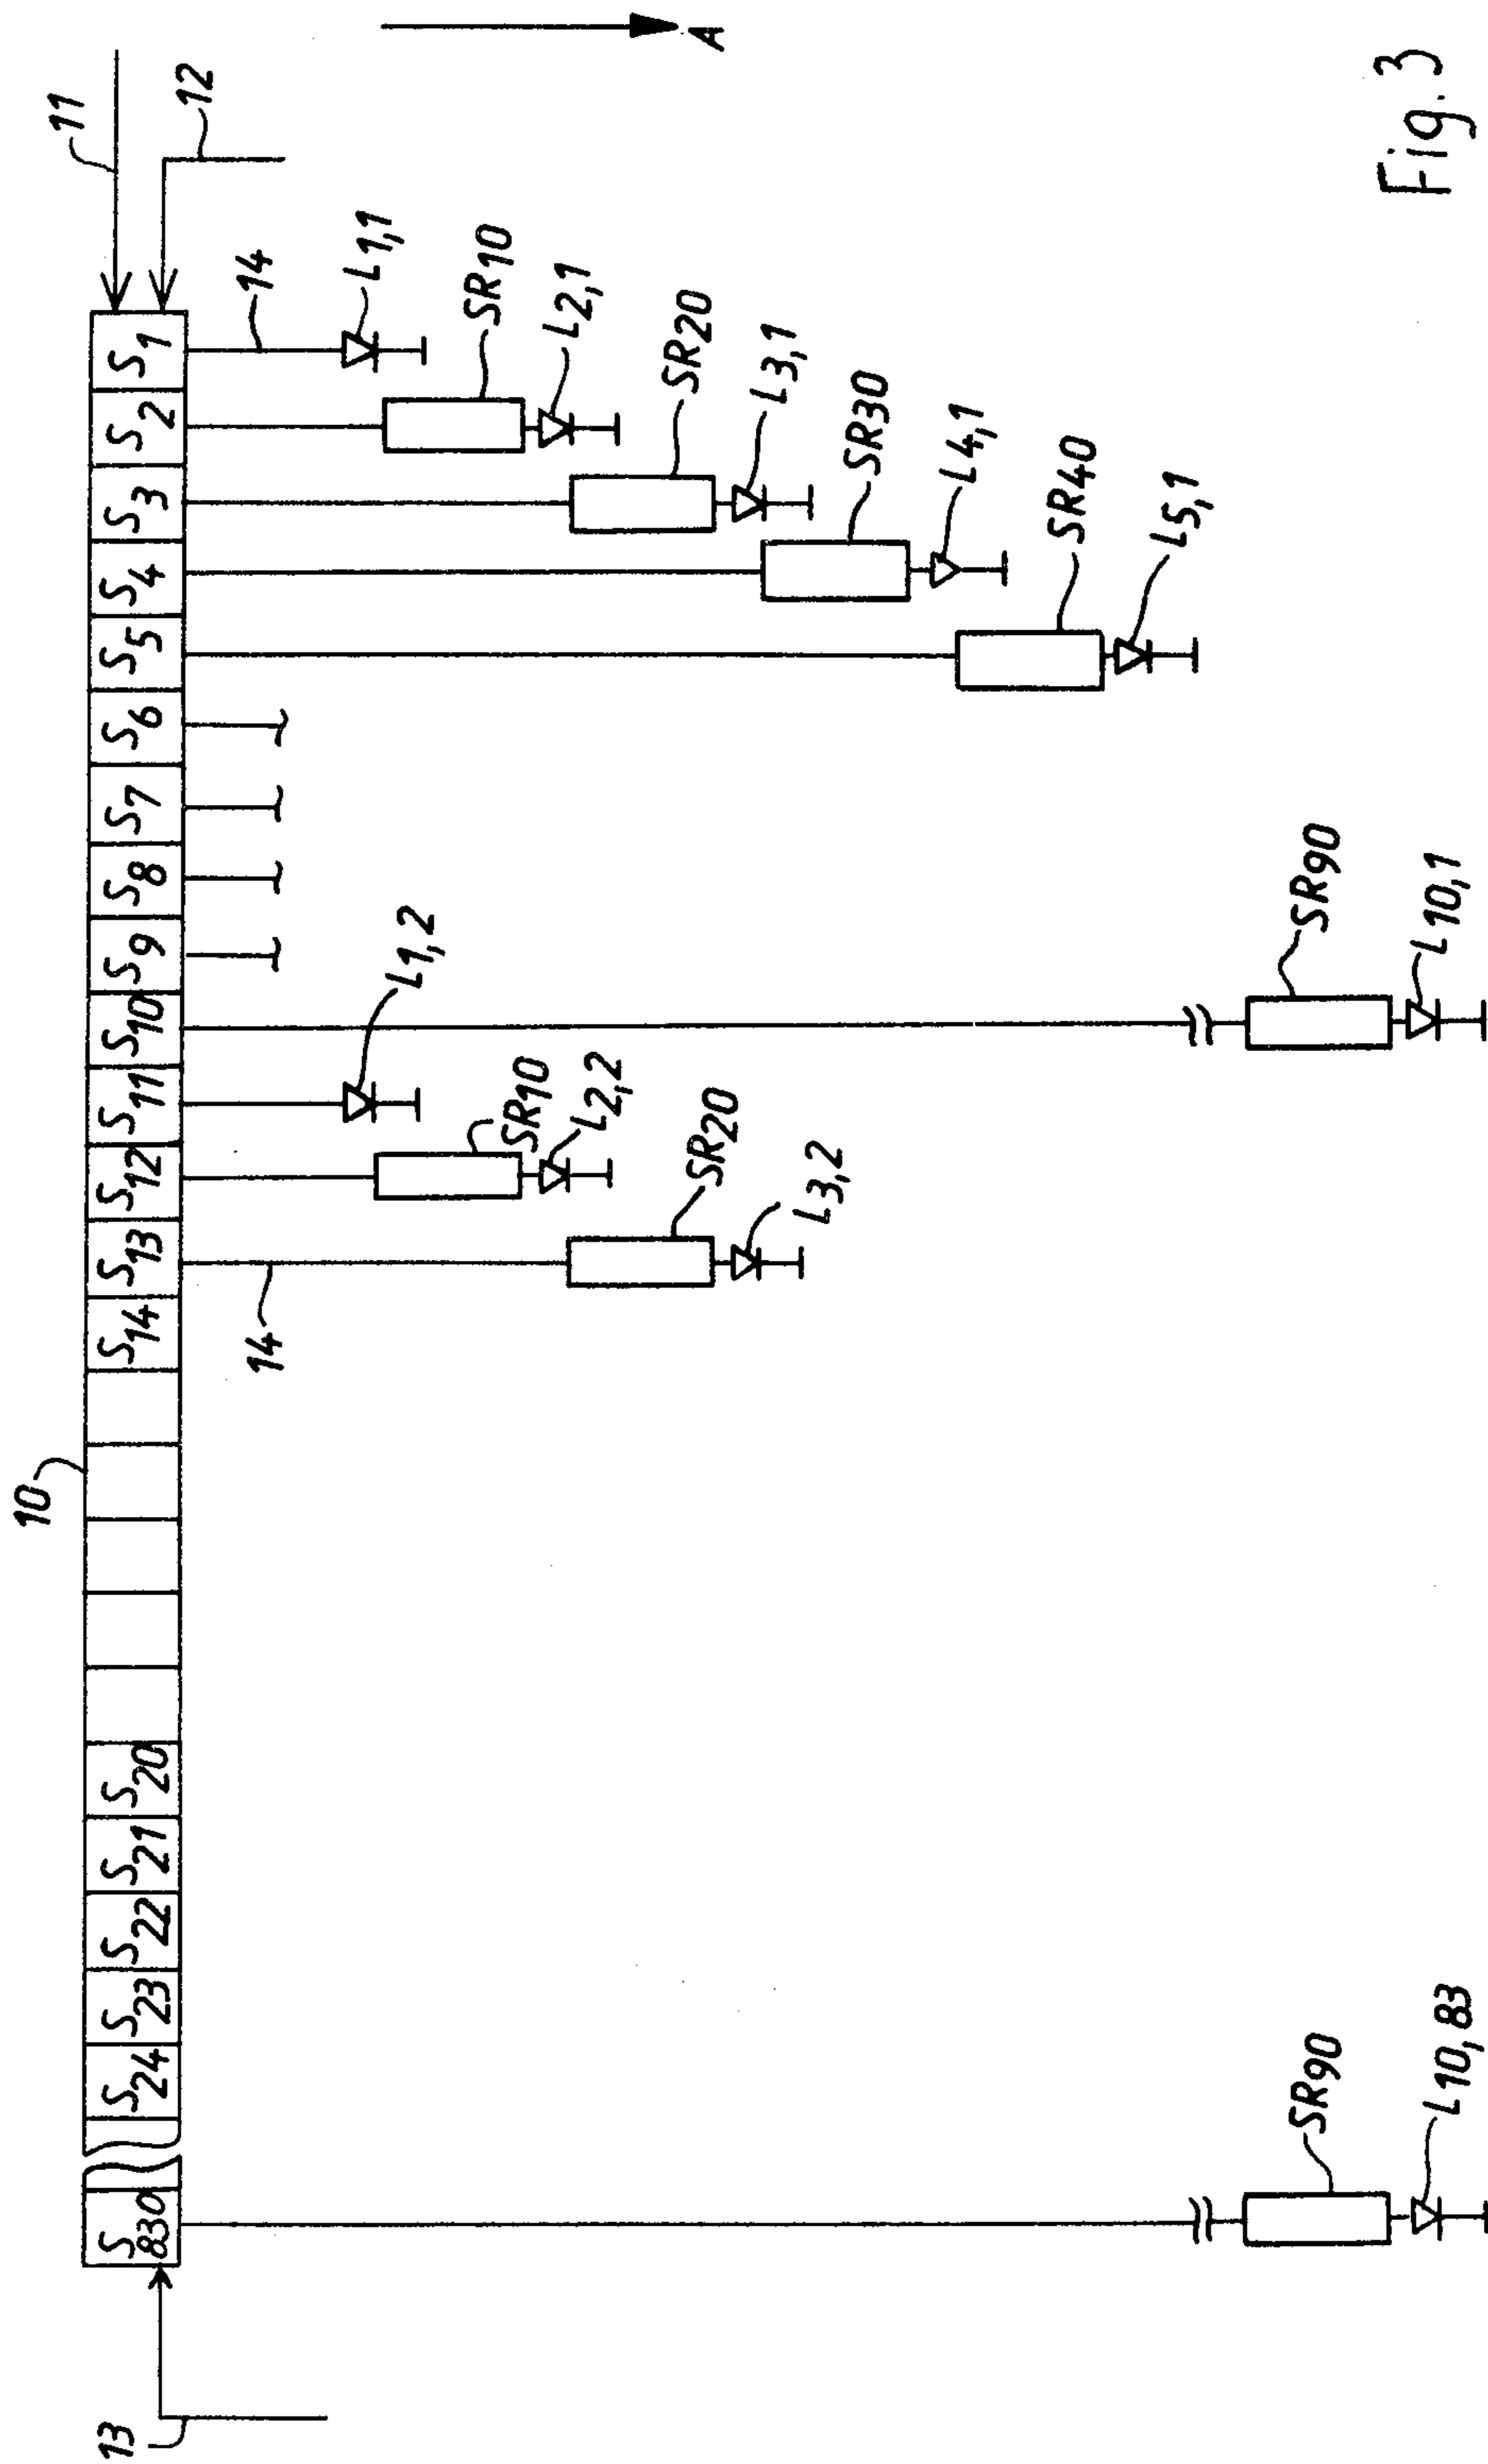 11
12
13
10
A
S830
S24
S23
S22
S21
S20
S14
S13
S12
S11
S10
S9
S8
S7
S6
S5
S4
S3
S2
S1
14
L1,1
SR10
L2,1
SR20
L3,1
SR30
L4,1
SR40
L5,1
L1,2
SR10
L2,2
SR20
L3,2
14
SR90
L10,1
SR90
L10,83
Fig. 3